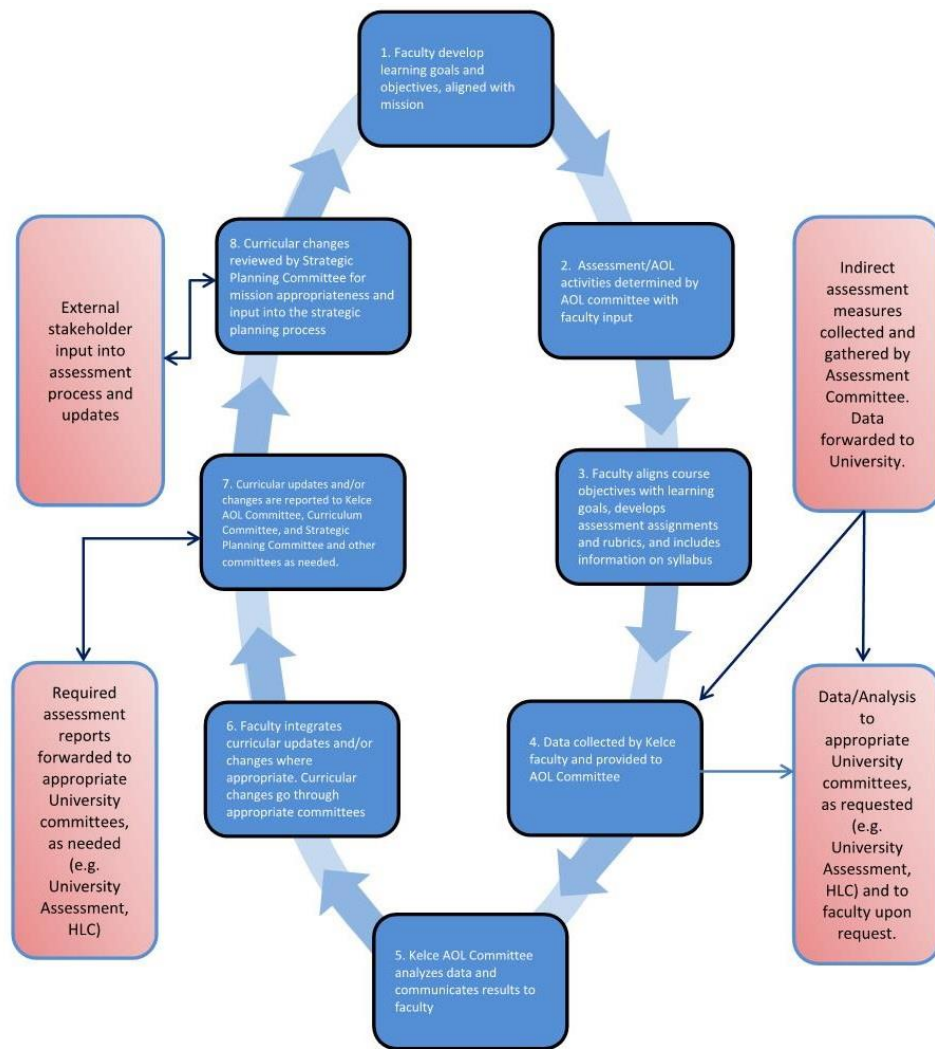 1. Faculty develop
learning goals and
objectives, aligned with
mission
8. Curricular changes
reviewed by Strategic
Planning Committee for
mission appropriateness and
input into the strategic
planning process
2. Assessment/AOL
activities determined by
AOL committee with
faculty input
External
stakeholder
input into
assessment
process and
updates
Indirect
assessment
measures
collected and
gathered by
Assessment
Committee.
Data
forwarded to
University.
7. Curricular updates and/or
changes are reported to Kelce
AOL Committee, Curriculum
Committee, and Strategic
Planning Committee and other
committees as needed.
3. Faculty aligns course
objectives with learning
goals, develops
assessment assignments
and rubrics, and includes
information on syllabus
Required
assessment
reports
forwarded to
appropriate
University
committees,
as needed
(e.g.
University
Assessment,
HLC)
6. Faculty integrates
curricular updates and/or
changes where
appropriate. Curricular
changes go through
appropriate committees
4. Data collected by Kelce
faculty and provided to
AOL Committee
Data/Analysis
to
appropriate
University
committees,
as requested
(e.g.
University
Assessment,
HLC) and to
faculty upon
request.
5. Kelce AOL Committee
analyzes data and
communicates results to
faculty